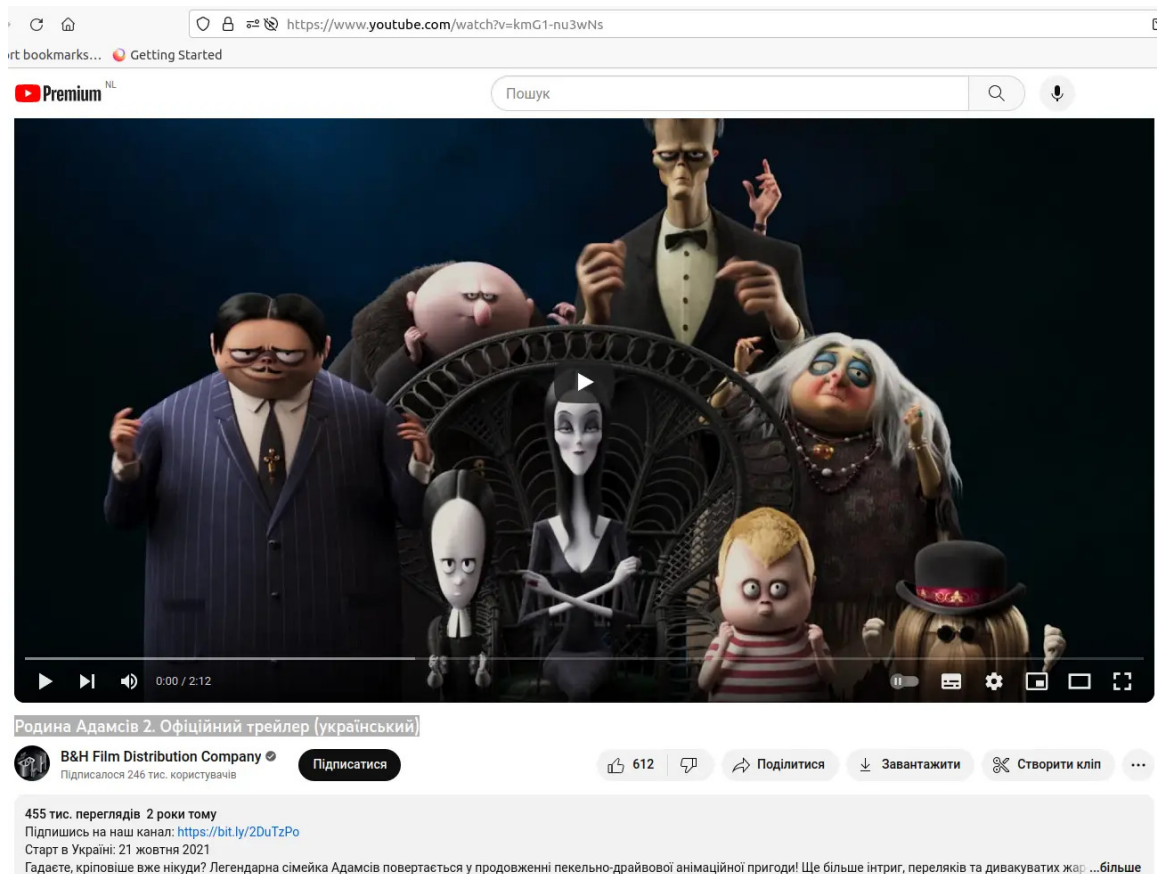 https://www.youtube.com/watch?v=kmG1-nu3wNs
rt bookmarks... Getting Started
Premium NL
Пошук
0:00 / 2:12
Родина Адамсів 2. Офіційний трейлер (український)
B&H Film Distribution Company
Підписалося 246 тис. користувачів
Підписатися
612
Поділитися
Завантажити
Створити кліп
455 тис. переглядів 2 роки тому
Підпишись на наш канал: https://bit.ly/2DuTzPo
Старт в Україні: 21 жовтня 2021
Гадаєте, кріповіше вже нікуди? Легендарна сімейка Адамсів повертається у продовженні пекельно-драйвової анімаційної пригоди! Ще більше інтриг, переляків та дивакуватих жар ...більше